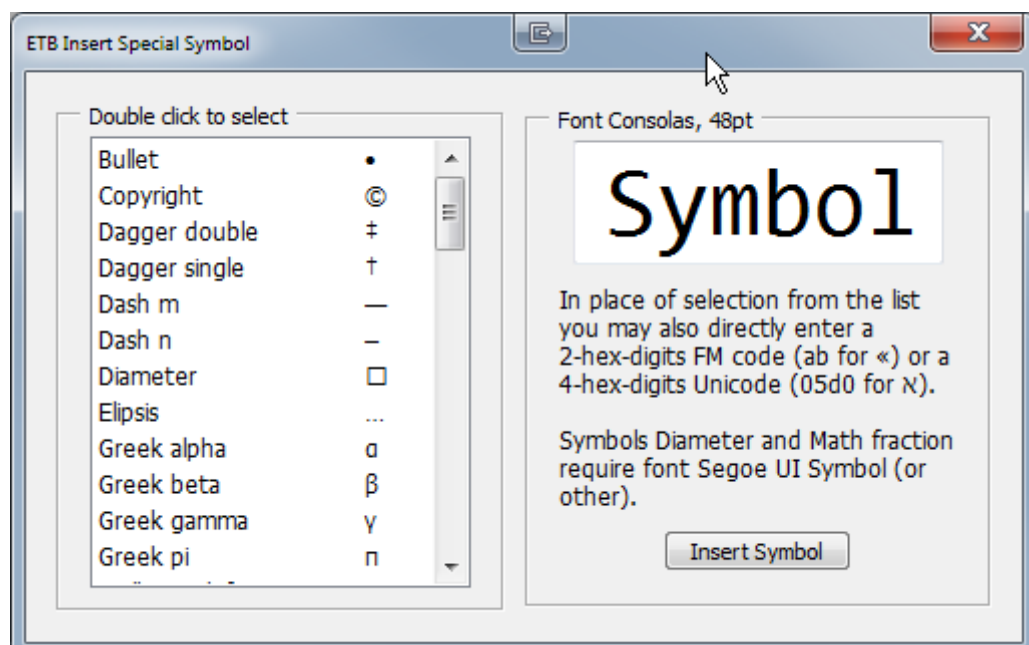 ETB Insert Special Symbol
Double click to select
Bullet •
Copyright ©
Dagger double ‡
Dagger single †
Dash m —
Dash n –
Diameter □
Elipsis …
Greek alpha α
Greek beta β
Greek gamma γ
Greek pi π
Font Consolas, 48pt
Symbol
In place of selection from the list
you may also directly enter a
2-hex-digits FM code (ab for «) or a
4-hex-digits Unicode (05d0 for א).
Symbols Diameter and Math fraction
require font Segoe UI Symbol (or
other).
Insert Symbol